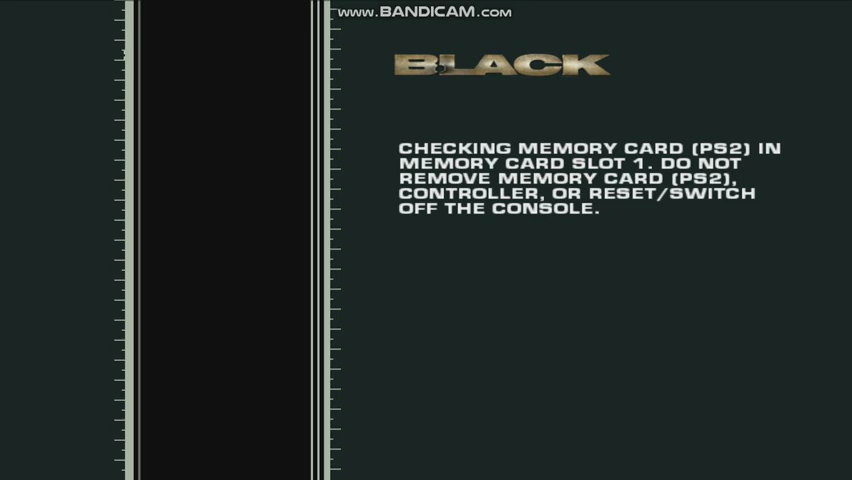 www.BANDICAM.com
BLACK
CHECKING MEMORY CARD (PS2) IN
MEMORY CARD SLOT 1. DO NOT
REMOVE MEMORY CARD (PS2),
CONTROLLER, OR RESET/SWITCH
OFF THE CONSOLE.